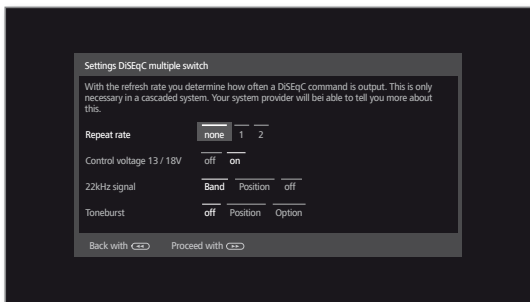 Settings DiSEqC multiple switch
With the refresh rate you determine how often a DiSEqC command is output. This is only
necessary in a cascaded system. Your system provider will bei able to tell you more about
this.
Repeat rate none 1 2
Control voltage 13 / 18V off on
22kHz signal Band Position off
Toneburst off Position Option
Back with Proceed with